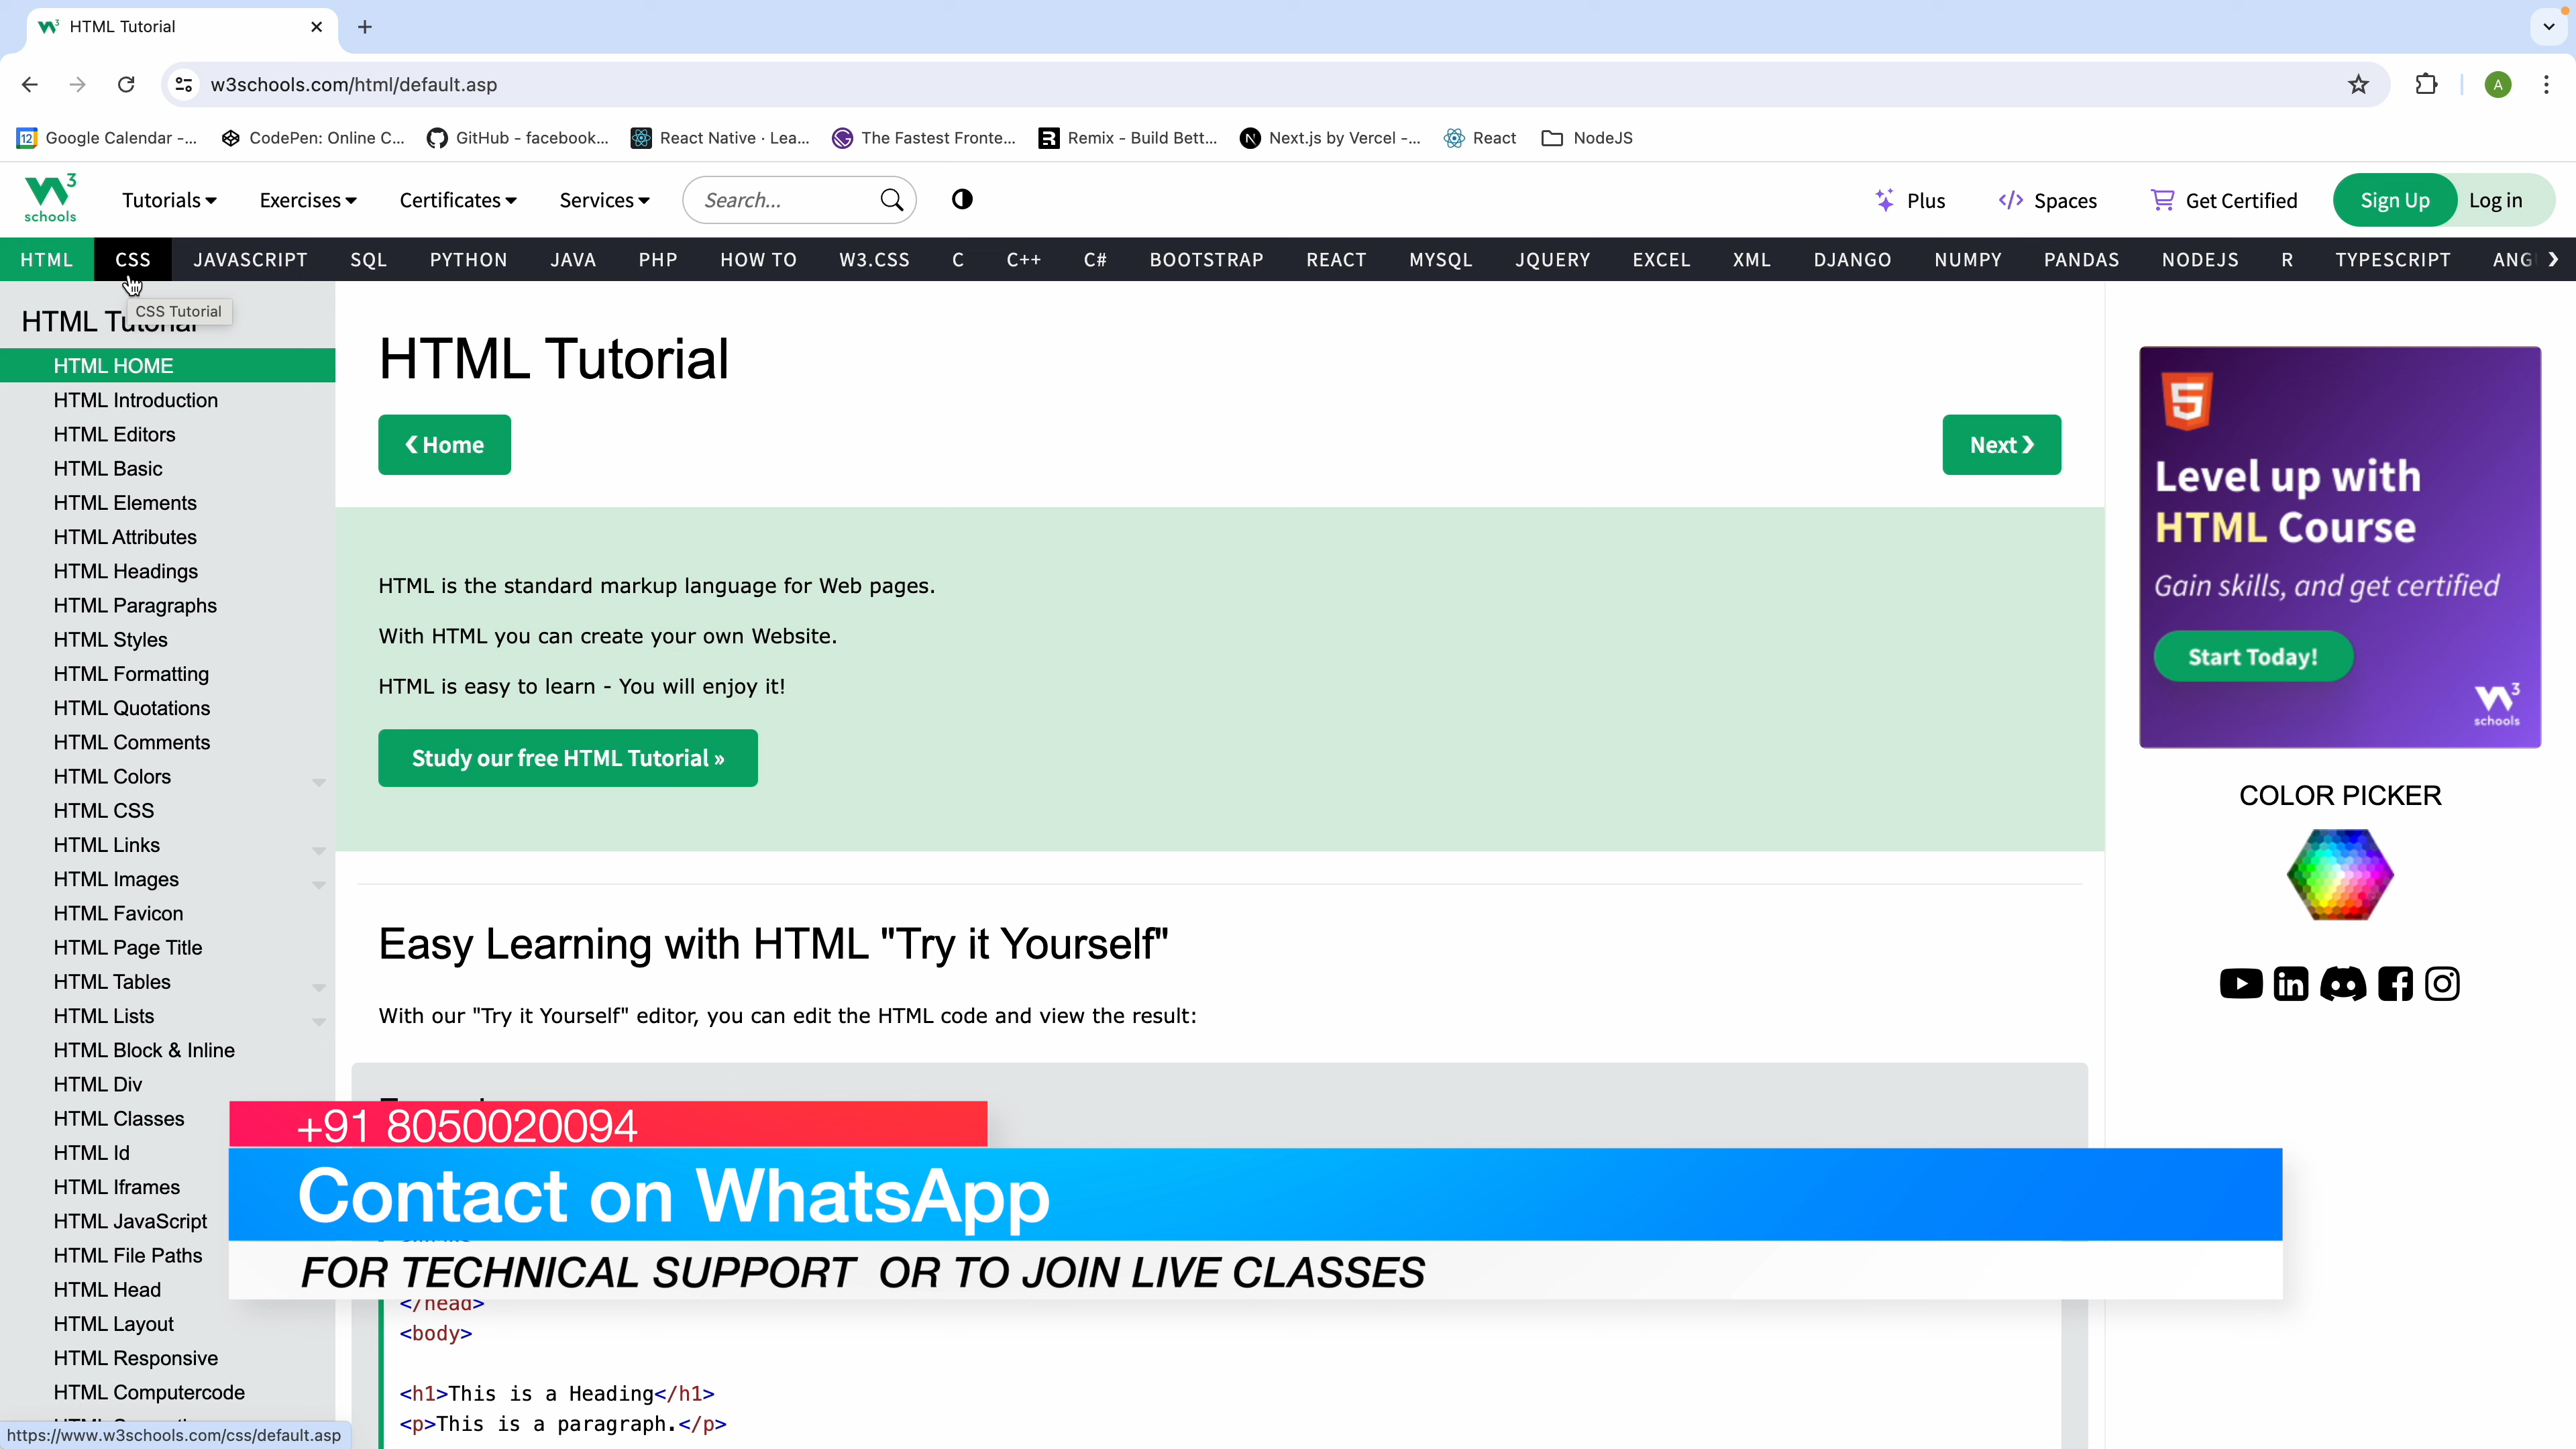 HTML Tutorial
w3schools.com/html/default.asp
Google Calendar -...
CodePen: Online C...
GitHub - facebook...
React Native · Lea...
The Fastest Fronte...
Remix - Build Bett...
Next.js by Vercel -...
React
NodeJS
schools
Tutorials
Exercises
Certificates
Services
Search...
Plus
Spaces
Get Certified
Sign Up
Log in
HTML CSS JAVASCRIPT SQL PYTHON JAVA PHP HOW TO W3.CSS C C++ C# BOOTSTRAP REACT MYSQL JQUERY EXCEL XML DJANGO NUMPY PANDAS NODEJS R TYPESCRIPT ANG ❯
CSS Tutorial
HTML Tutorial
HTML HOME
HTML Introduction
HTML Editors
HTML Basic
HTML Elements
HTML Attributes
HTML Headings
HTML Paragraphs
HTML Styles
HTML Formatting
HTML Quotations
HTML Comments
HTML Colors
HTML CSS
HTML Links
HTML Images
HTML Favicon
HTML Page Title
HTML Tables
HTML Lists
HTML Block & Inline
HTML Div
HTML Classes
HTML Id
HTML Iframes
HTML JavaScript
HTML File Paths
HTML Head
HTML Layout
HTML Responsive
HTML Computercode
https://www.w3schools.com/css/default.asp
HTML Tutorial
❮ Home
Next ❯
HTML is the standard markup language for Web pages.
With HTML you can create your own Website.
HTML is easy to learn - You will enjoy it!
Study our free HTML Tutorial »
Easy Learning with HTML "Try it Yourself"
With our "Try it Yourself" editor, you can edit the HTML code and view the result:
+91 8050020094
Contact on WhatsApp
FOR TECHNICAL SUPPORT OR TO JOIN LIVE CLASSES
</head>
<body>
<h1>This is a Heading</h1>
<p>This is a paragraph.</p>
5
Level up with
HTML Course
Gain skills, and get certified
Start Today!
W3
schools
COLOR PICKER